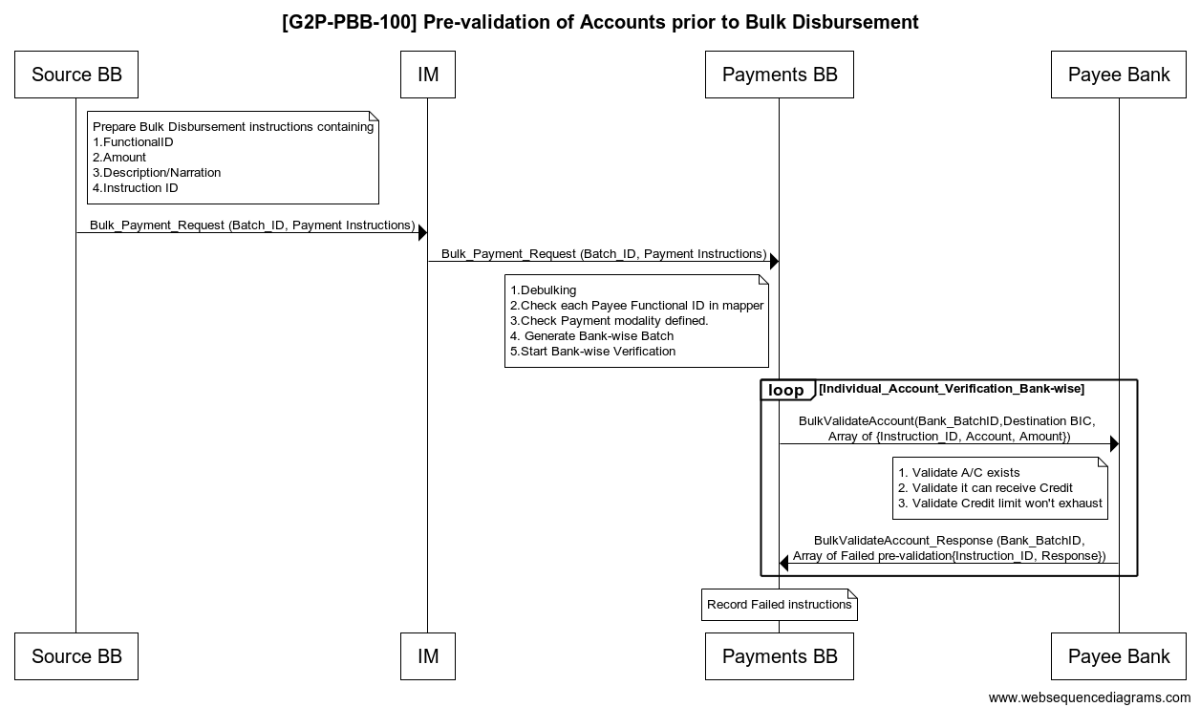 [G2P-PBB-100] Pre-validation of Accounts prior to Bulk Disbursement
Source BB
IM
Payments BB
Payee Bank
Prepare Bulk Disbursement instructions containing
1.FunctionalID
2.Amount
3.Description/Narration
4.Instruction ID
Bulk_Payment_Request (Batch_ID, Payment Instructions)
Bulk_Payment_Request (Batch_ID, Payment Instructions)
1.Debulking
2.Check each Payee Functional ID in mapper
3.Check Payment modality defined.
4. Generate Bank-wise Batch
5.Start Bank-wise Verification
loop
[Individual_Account_Verification_Bank-wise]
BulkValidateAccount(Bank_BatchID,Destination BIC,
Array of {Instruction_ID, Account, Amount})
1. Validate A/C exists
2. Validate it can receive Credit
3. Validate Credit limit won't exhaust
BulkValidateAccount_Response (Bank_BatchID,
Array of Failed pre-validation{Instruction_ID, Response})
Record Failed instructions
Source BB
IM
Payments BB
Payee Bank
www.websequencediagrams.com